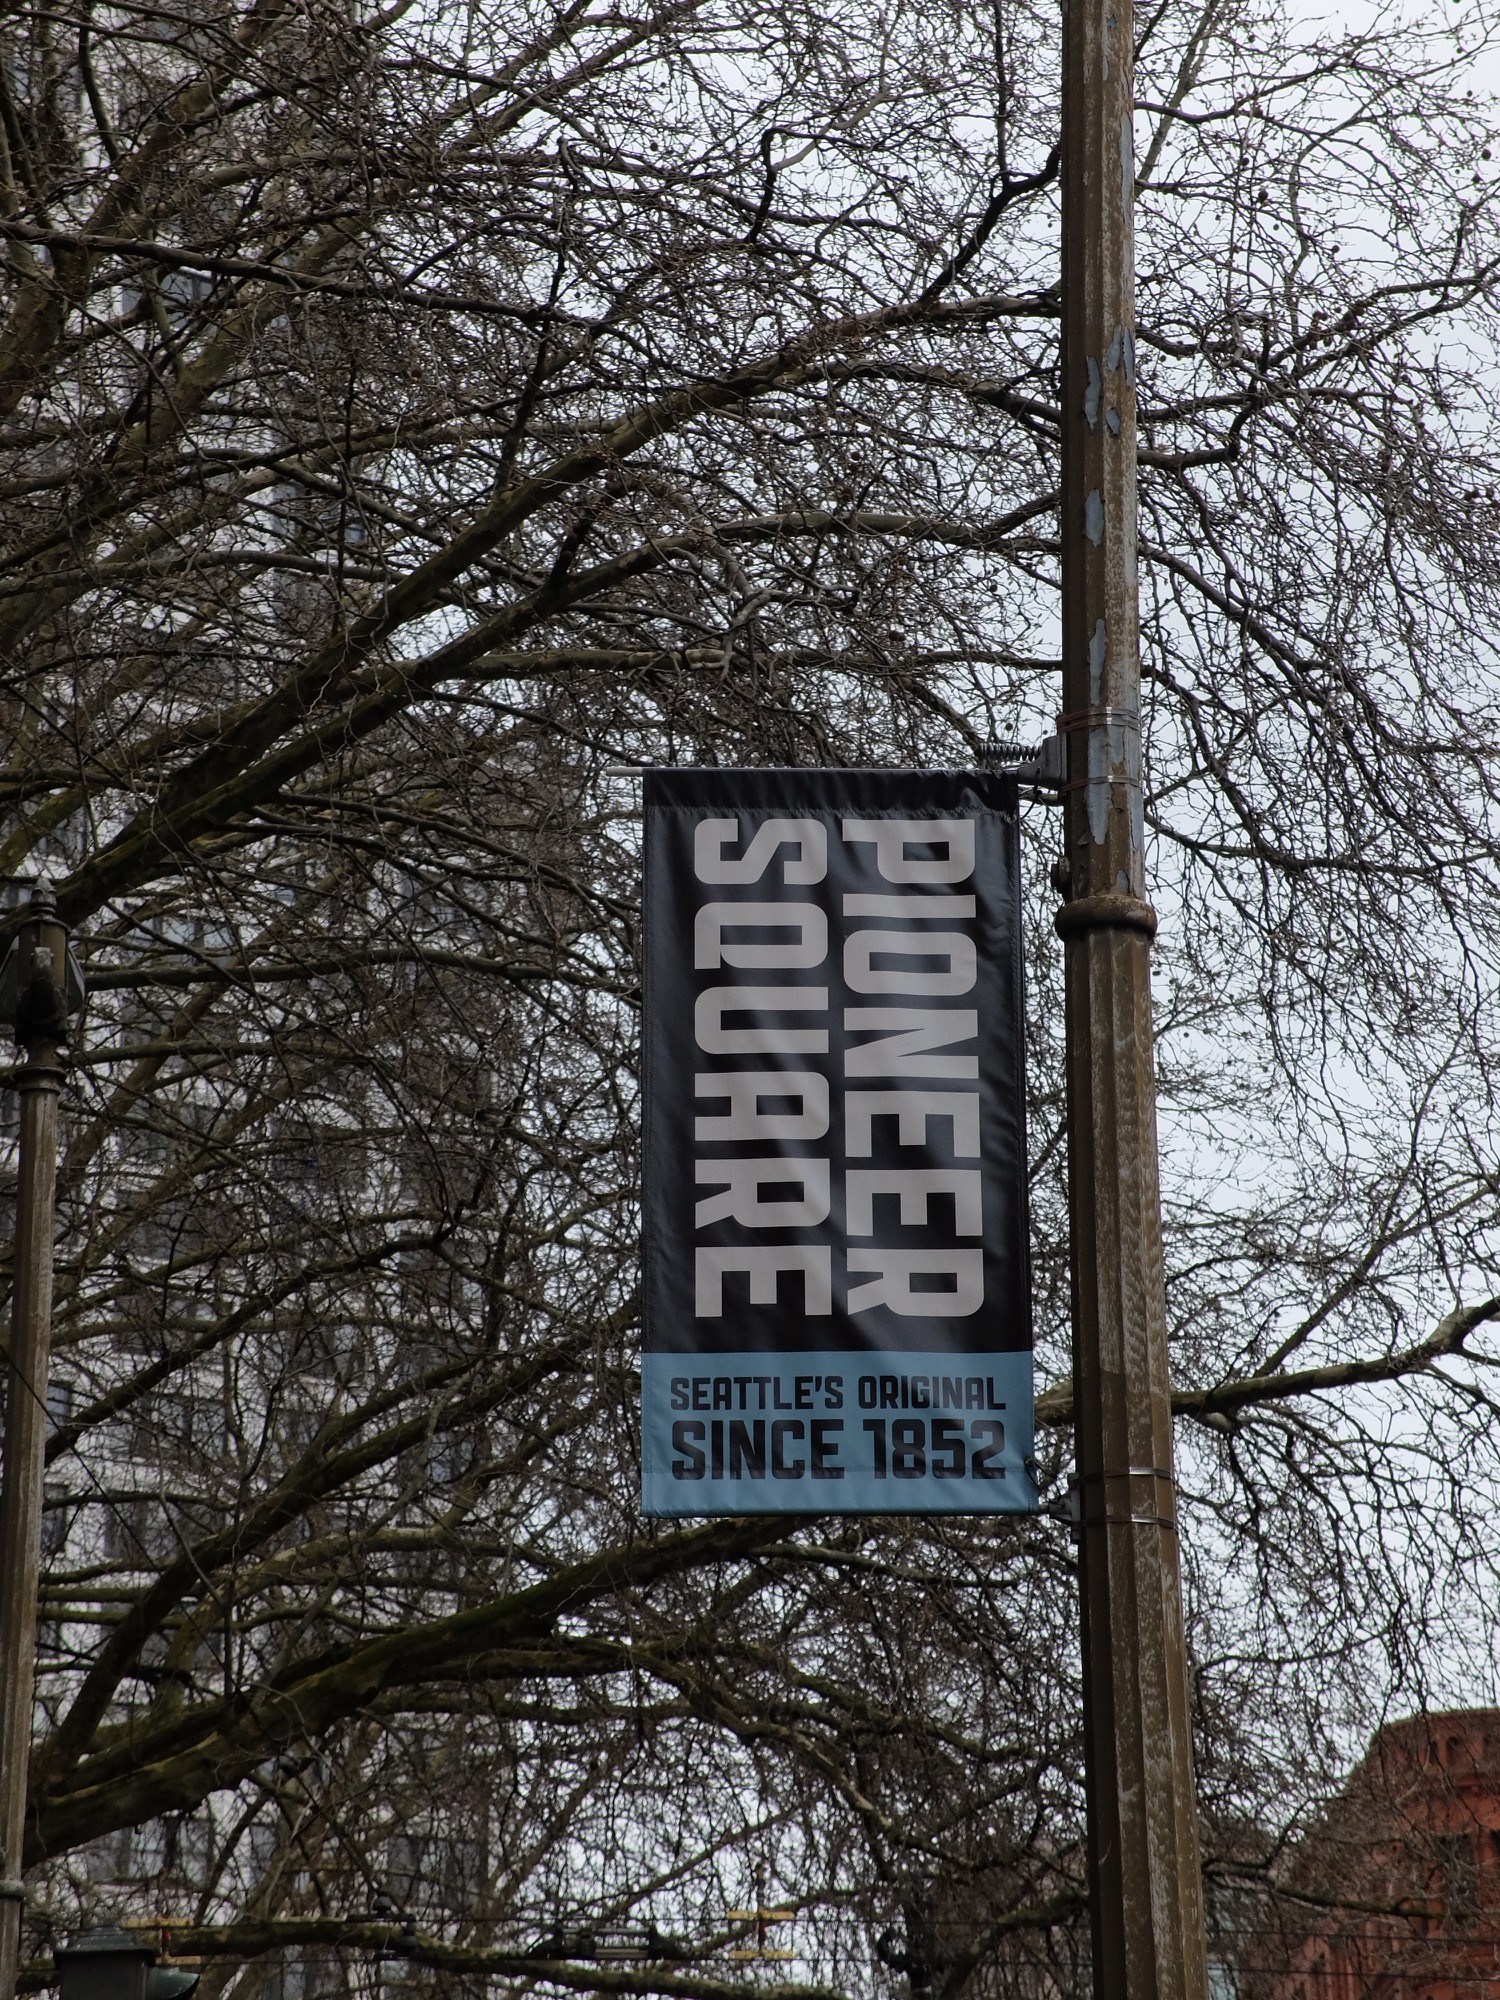 PIONEER
SQUARE
SEATTLE'S ORIGINAL
SINCE 1852